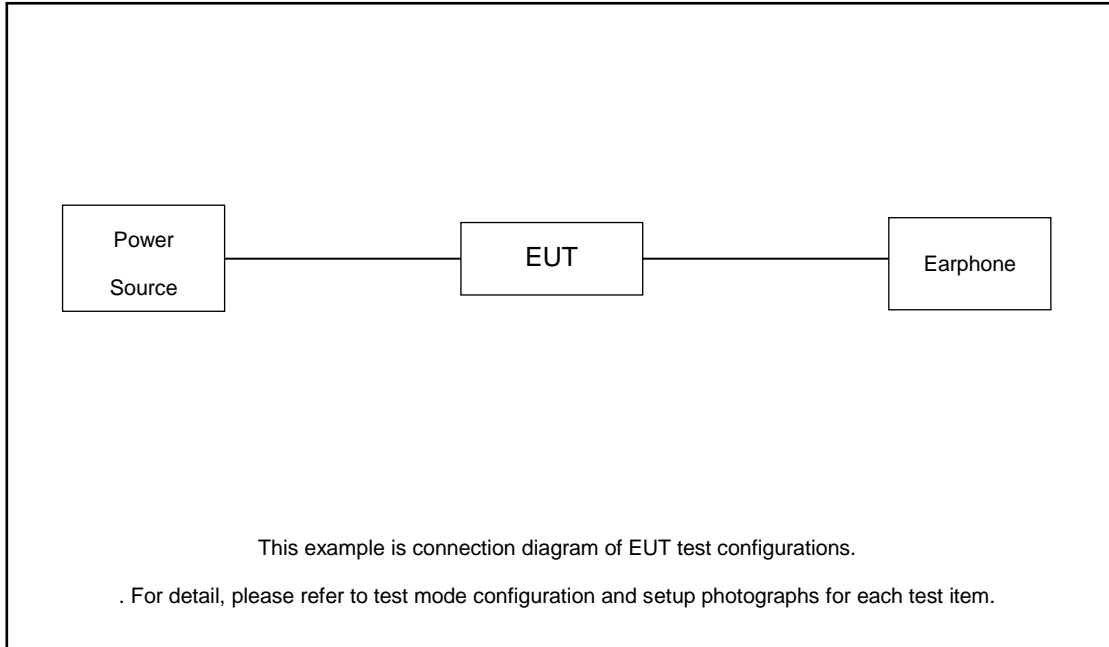 Power
Source
EUT
Earphone
This example is connection diagram of EUT test configurations.
. For detail, please refer to test mode configuration and setup photographs for each test item.